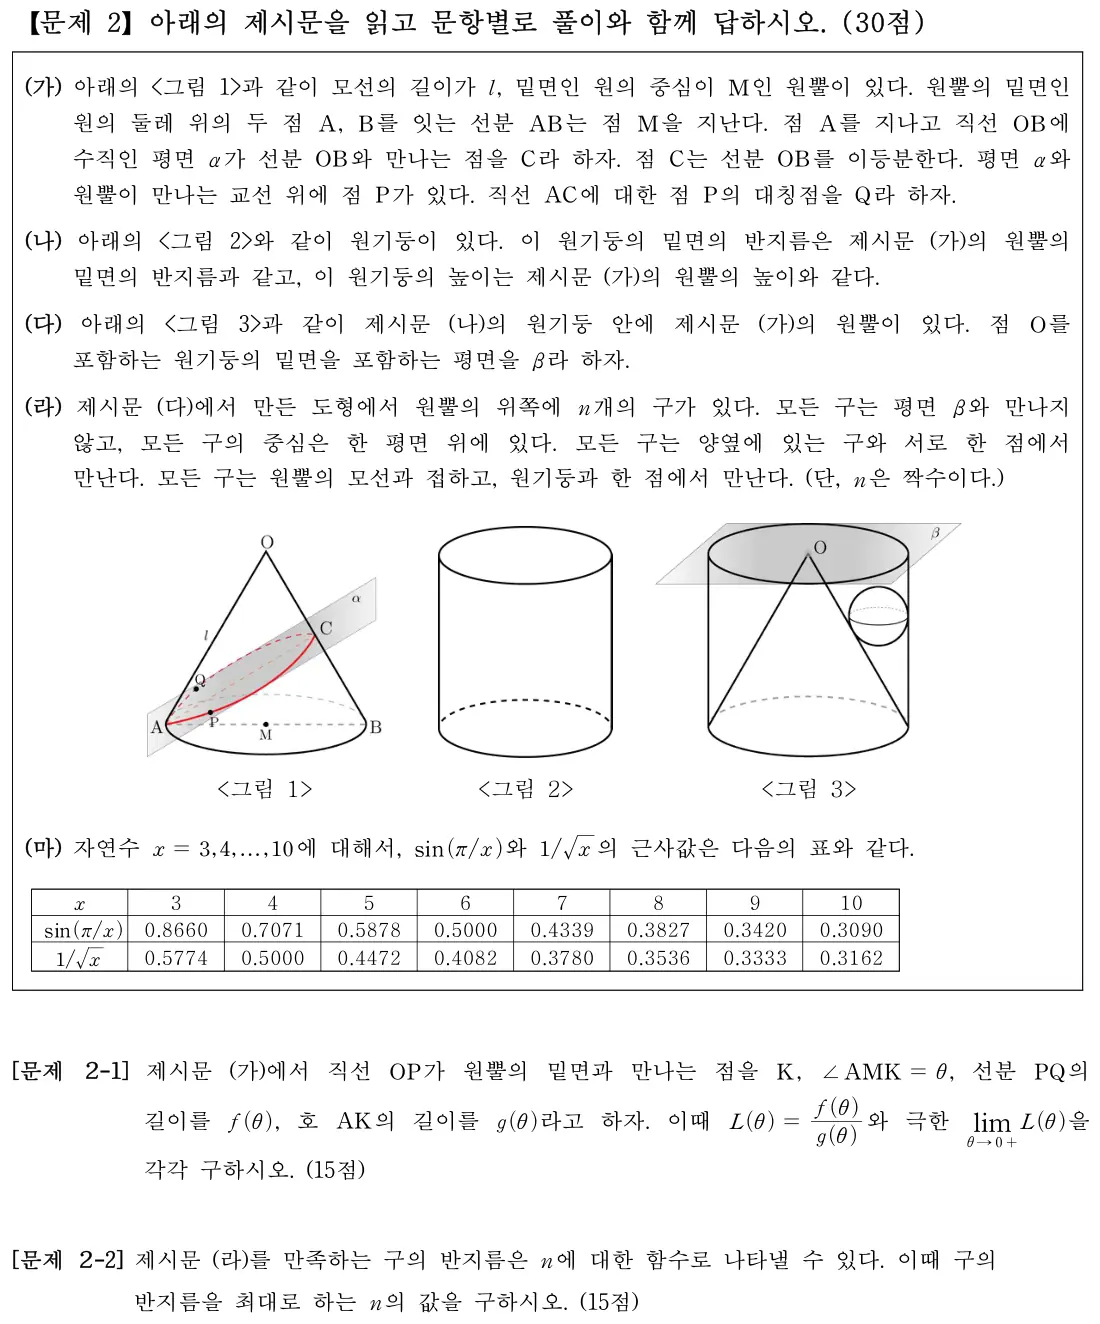 【문제 2】 아래의 제시문을 읽고 문항별로 풀이와 함께 답하시오. (30점)
(가) 아래의 <그림 1>과 같이 모선의 길이가 l, 밑면인 원의 중심이 M인 원뿔이 있다. 원뿔의 밑면인
원의 둘레 위의 두 점 A, B를 잇는 선분 AB는 점 M을 지난다. 점 A를 지나고 직선 OB에
수직인 평면 α가 선분 OB와 만나는 점을 C라 하자. 점 C는 선분 OB를 이등분한다. 평면 α와
원뿔이 만나는 교선 위에 점 P가 있다. 직선 AC에 대한 점 P의 대칭점을 Q라 하자.
(나) 아래의 <그림 2>와 같이 원기둥이 있다. 이 원기둥의 밑면의 반지름은 제시문 (가)의 원뿔의
밑면의 반지름과 같고, 이 원기둥의 높이는 제시문 (가)의 원뿔의 높이와 같다.
(다) 아래의 <그림 3>과 같이 제시문 (나)의 원기둥 안에 제시문 (가)의 원뿔이 있다. 점 O를
포함하는 원기둥의 밑면을 포함하는 평면을 β라 하자.
(라) 제시문 (다)에서 만든 도형에서 원뿔의 위쪽에 n개의 구가 있다. 모든 구는 평면 β와 만나지
않고, 모든 구의 중심은 한 평면 위에 있다. 모든 구는 양옆에 있는 구와 서로 한 점에서
만난다. 모든 구는 원뿔의 모선과 접하고, 원기둥과 한 점에서 만난다. (단, n은 짝수이다.)
O
α
l
C
Q
P
A
M
B
<그림 1>
<그림 2>
β
O
<그림 3>
(마) 자연수 x = 3,4,…,10에 대해서, sin(π/x)와 1/√x의 근사값은 다음의 표와 같다.
x 3 4 5 6 7 8 9 10
sin(π/x) 0.8660 0.7071 0.5878 0.5000 0.4339 0.3827 0.3420 0.3090
1/√x 0.5774 0.5000 0.4472 0.4082 0.3780 0.3536 0.3333 0.3162
[문제 2-1] 제시문 (가)에서 직선 OP가 원뿔의 밑면과 만나는 점을 K, ∠AMK = θ, 선분 PQ의
길이를 f(θ), 호 AK의 길이를 g(θ)라고 하자. 이때 L(θ) = f(θ)/g(θ)와 극한 lim θ→0+ L(θ)을
각각 구하시오. (15점)
[문제 2-2] 제시문 (라)를 만족하는 구의 반지름은 n에 대한 함수로 나타낼 수 있다. 이때 구의
반지름을 최대로 하는 n의 값을 구하시오. (15점)